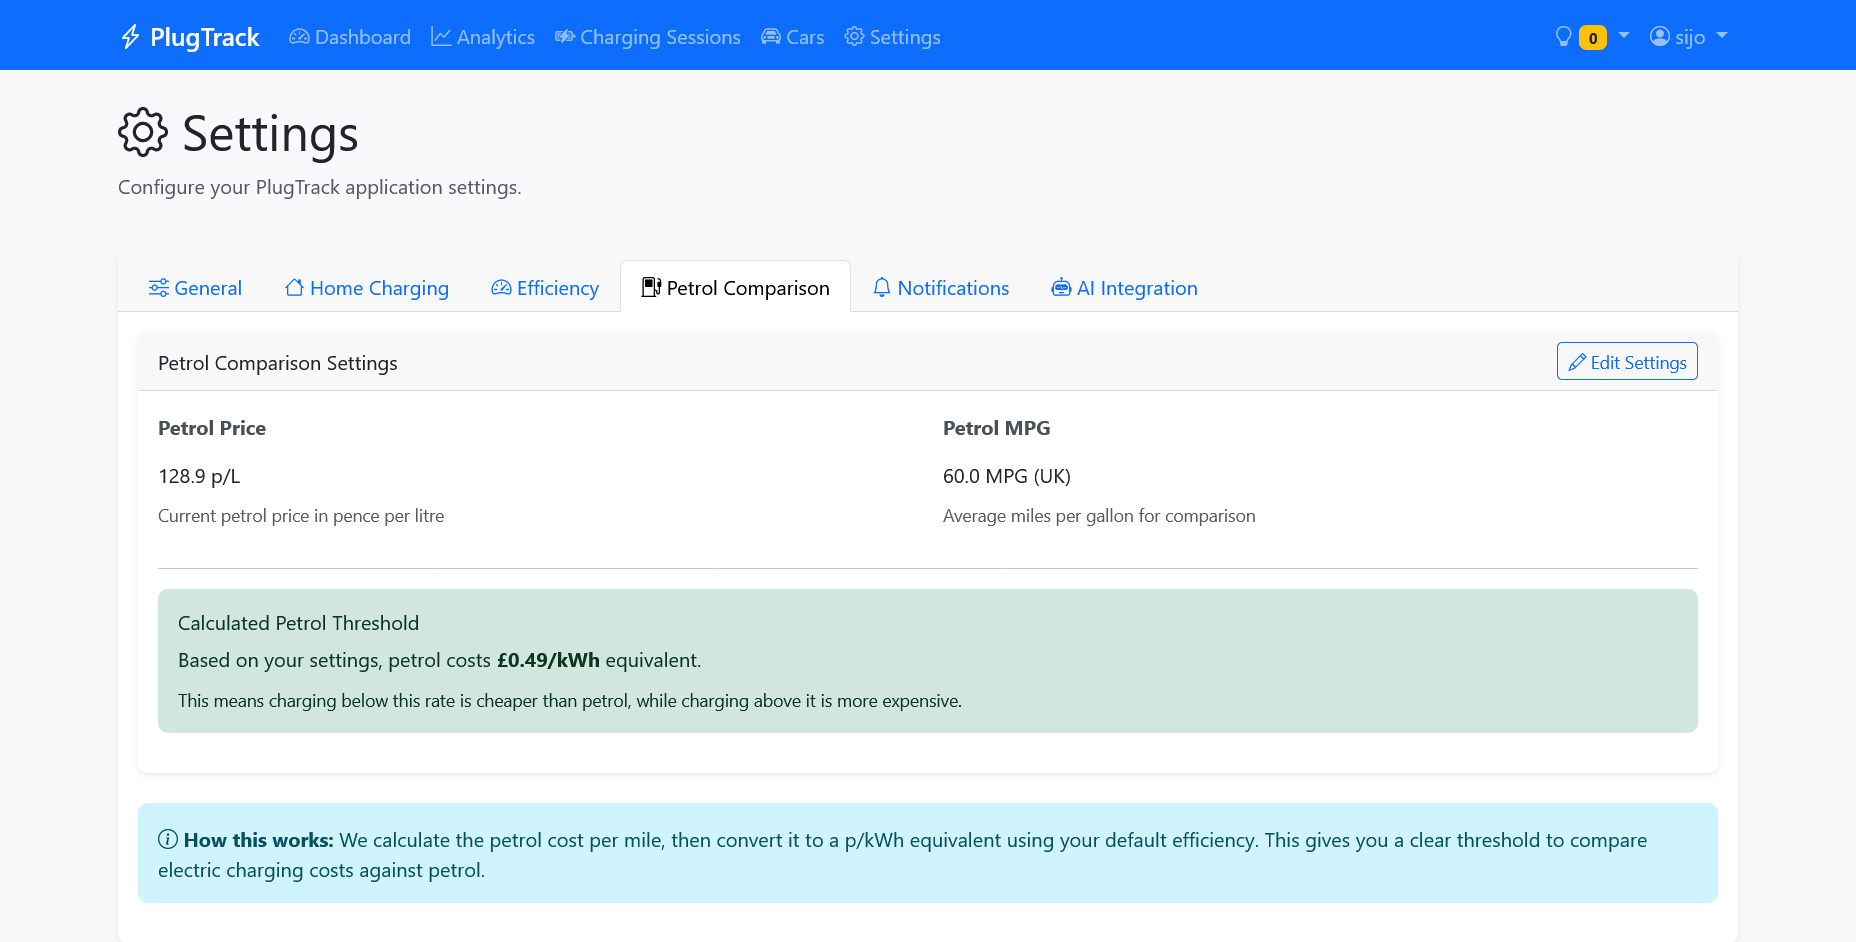 PlugTrack Dashboard Analytics Charging Sessions Cars Settings 0 sijo
Settings
Configure your PlugTrack application settings.
General Home Charging Efficiency Petrol Comparison Notifications AI Integration
Petrol Comparison Settings Edit Settings
Petrol Price Petrol MPG
128.9 p/L 60.0 MPG (UK)
Current petrol price in pence per litre Average miles per gallon for comparison
Calculated Petrol Threshold
Based on your settings, petrol costs £0.49/kWh equivalent.
This means charging below this rate is cheaper than petrol, while charging above it is more expensive.
How this works: We calculate the petrol cost per mile, then convert it to a p/kWh equivalent using your default efficiency. This gives you a clear threshold to compare
electric charging costs against petrol.